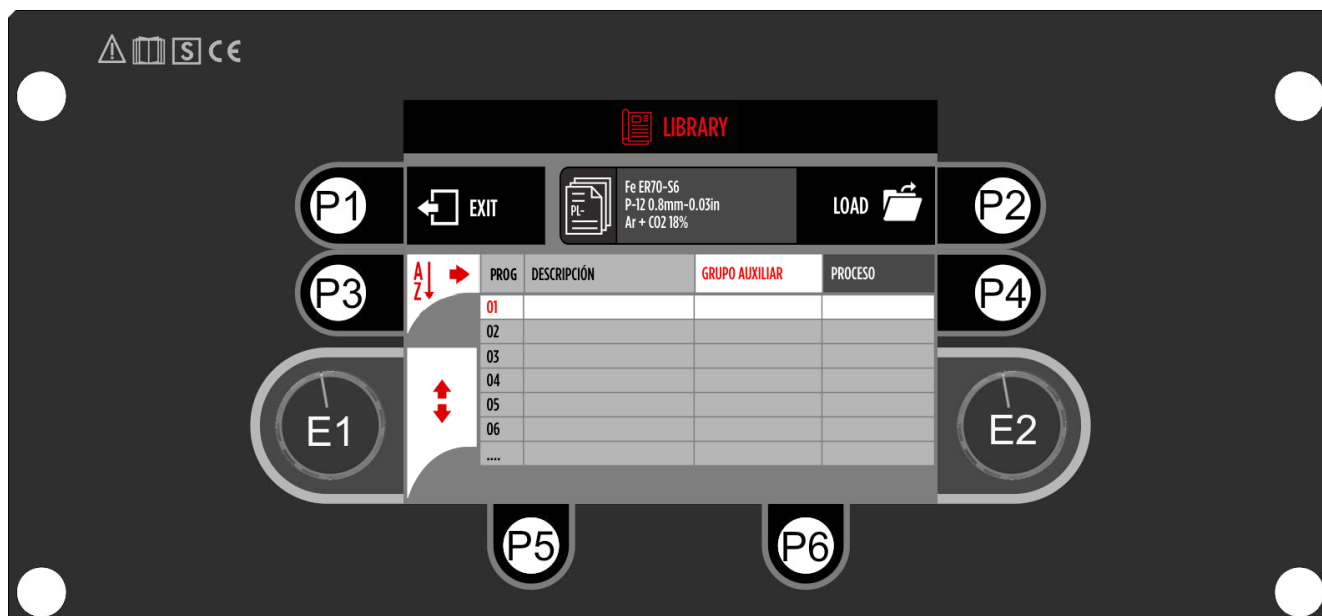 S CE
LIBRARY
P1
EXIT
PL-
Fe ER70-S6
P-12 0.8mm-0.03in
Ar + CO2 18%
LOAD
P2
P3
A
Z
PROG DESCRIPCIÓN GRUPO AUXILIAR PROCESO
P4
01
02
03
04
05
06
....
E1
E2
P5
P6